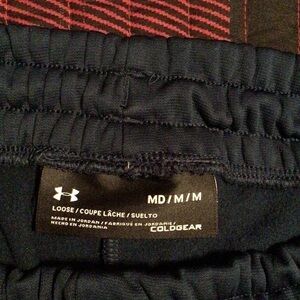 MD / M / M
LOOSE / COUPE LÂCHE / SUELTO
MADE IN JORDAN / FABRIQUÉ EN JORDANIE /
HECHO EN JORDANIA
COLDGEAR